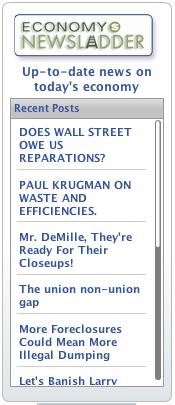 ECONOMY
NEWSLADDER
Up-to-date news on
today's economy
Recent Posts
DOES WALL STREET
OWE US
REPARATIONS?
PAUL KRUGMAN ON
WASTE AND
EFFICIENCIES.
Mr. DeMille, They're
Ready For Their
Closeups!
The union non-union
gap
More Foreclosures
Could Mean More
Illegal Dumping
Let's Banish Larry